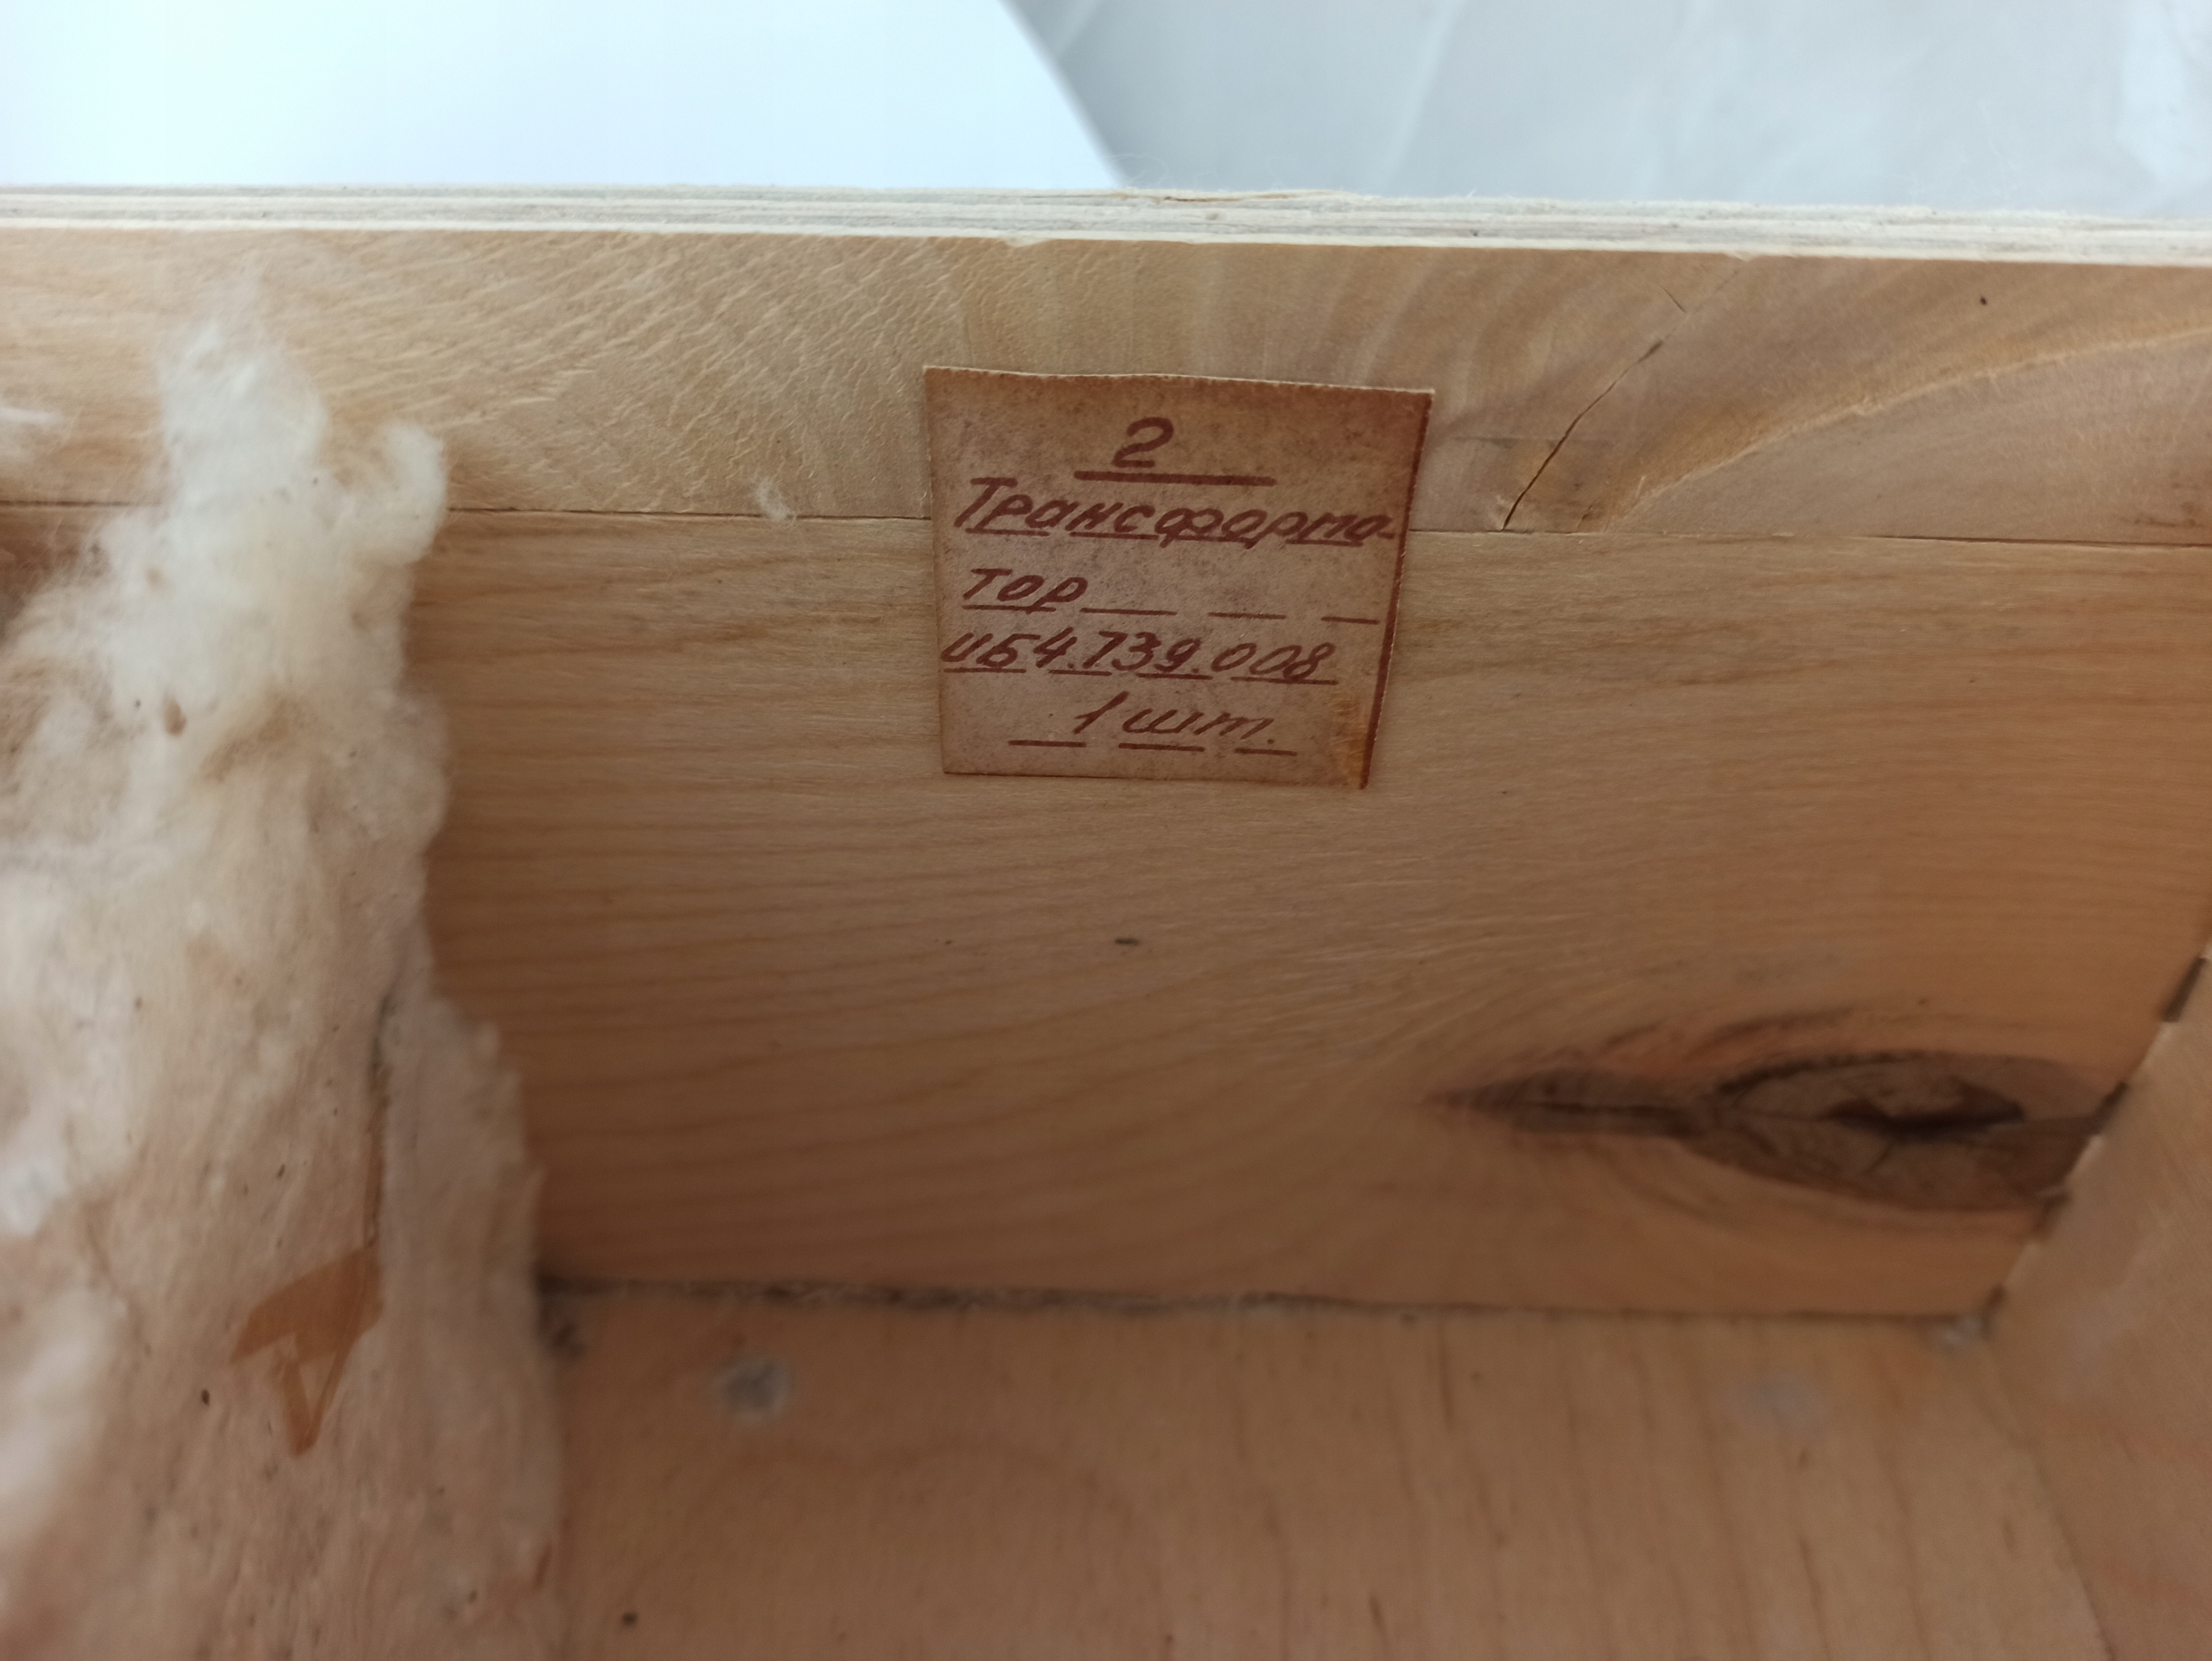 2
Трансформа-
тор
ИБ4.739.008
1 шт.